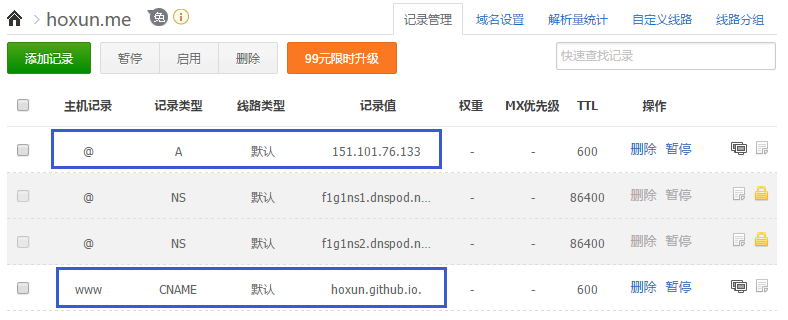 hoxun.me 免 记录管理 域名设置 解析量统计 自定义线路 线路分组
添加记录 暂停 启用 删除 99元限时升级 快速查找记录
主机记录 记录类型 线路类型 记录值 权重 MX优先级 TTL 操作
@ A 默认 151.101.76.133 - - 600 删除 暂停
@ NS 默认 f1g1ns1.dnspod.n... - - 86400 删除 暂停
@ NS 默认 f1g1ns2.dnspod.n... - - 86400 删除 暂停
www CNAME 默认 hoxun.github.io. - - 600 删除 暂停